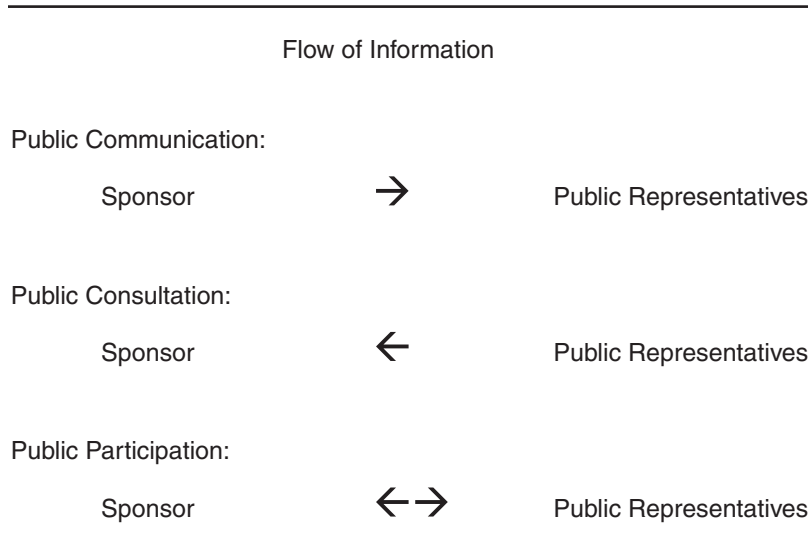 Flow of Information
Public Communication:
Sponsor → Public Representatives
Public Consultation:
Sponsor ← Public Representatives
Public Participation:
Sponsor ←→ Public Representatives